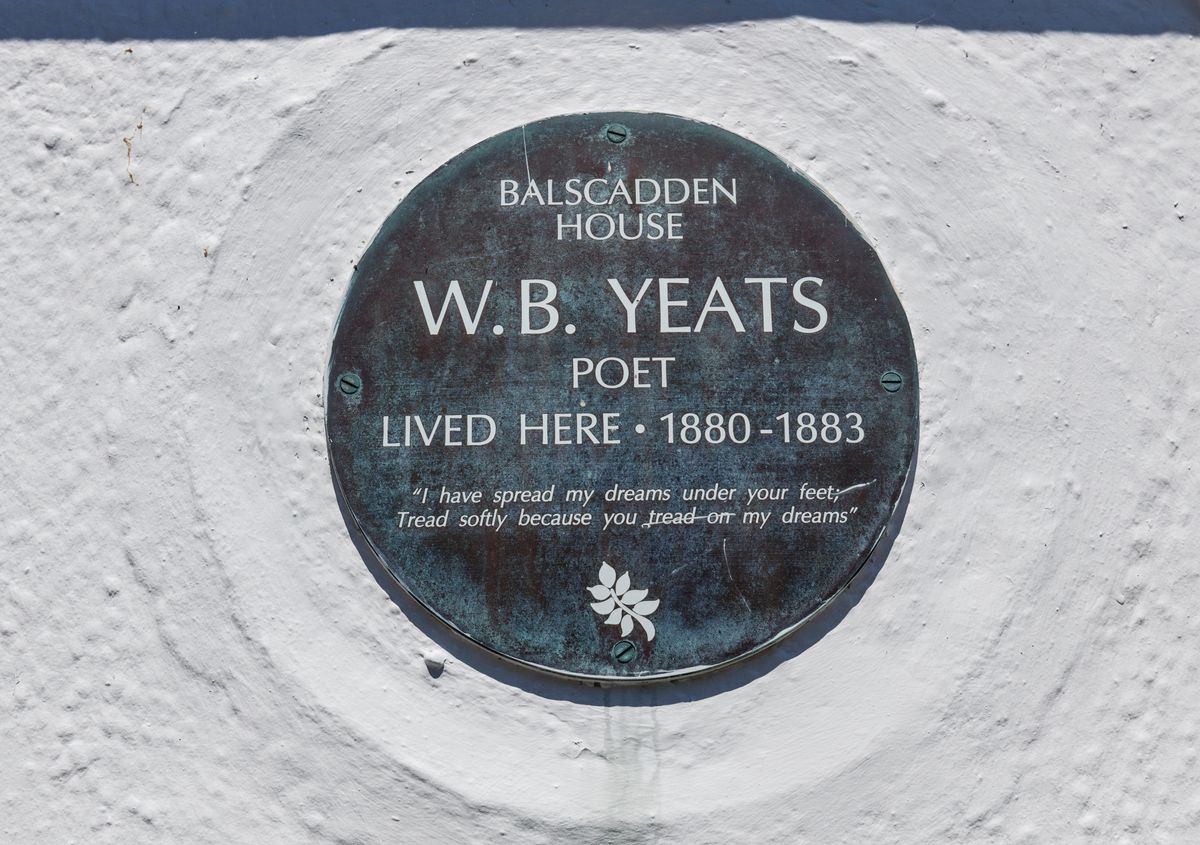 BALSCADDEN
HOUSE
W.B. YEATS
POET
LIVED HERE • 1880-1883
“I have spread my dreams under your feet;
Tread softly because you tread on my dreams”